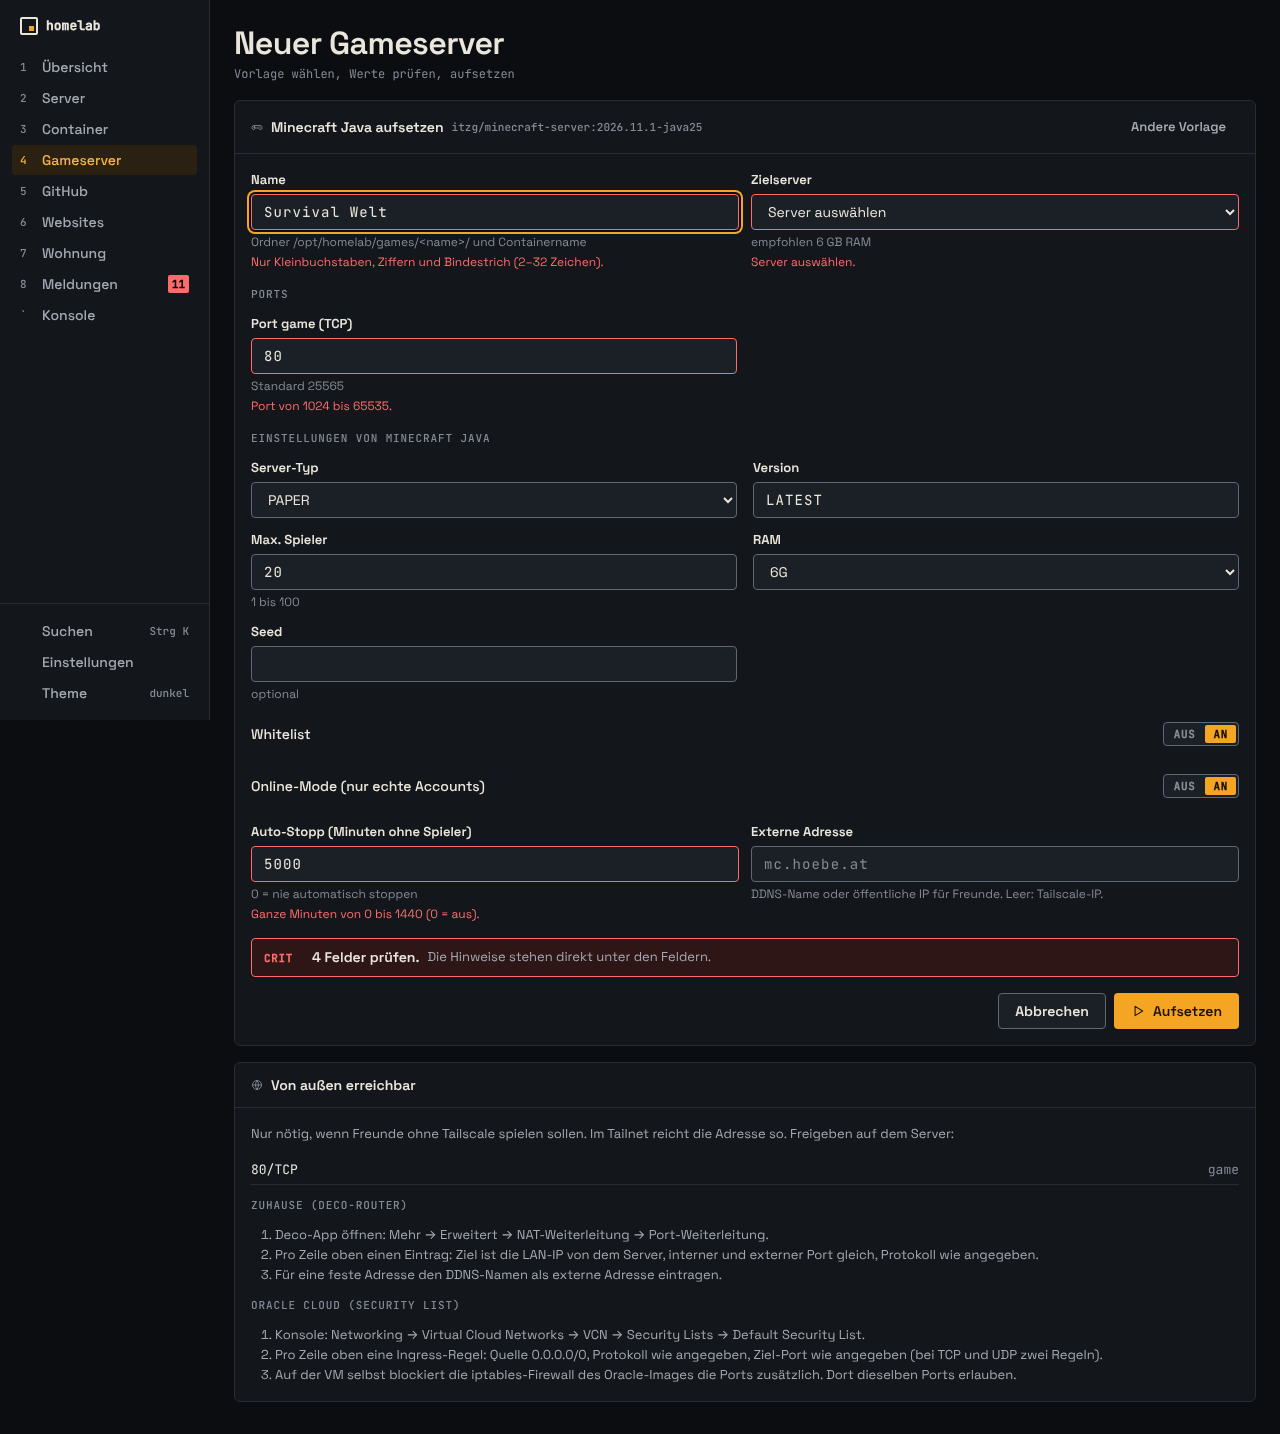 homelab
1 Übersicht
2 Server
3 Container
4 Gameserver
5 GitHub
6 Websites
7 Wohnung
8 Meldungen 11
` Konsole
Suchen Strg K
Einstellungen
Theme dunkel
Neuer Gameserver
Vorlage wählen, Werte prüfen, aufsetzen
Minecraft Java aufsetzen itzg/minecraft-server:2026.11.1-java25 Andere Vorlage
Name Zielserver
Survival Welt Server auswählen
Ordner /opt/homelab/games/<name>/ und Containername empfohlen 6 GB RAM
Nur Kleinbuchstaben, Ziffern und Bindestrich (2–32 Zeichen). Server auswählen.
PORTS
Port game (TCP)
80
Standard 25565
Port von 1024 bis 65535.
EINSTELLUNGEN VON MINECRAFT JAVA
Server-Typ Version
PAPER LATEST
Max. Spieler RAM
20 6G
1 bis 100
Seed
optional
Whitelist AUS AN
Online-Mode (nur echte Accounts) AUS AN
Auto-Stopp (Minuten ohne Spieler) Externe Adresse
5000 mc.hoebe.at
0 = nie automatisch stoppen DDNS-Name oder öffentliche IP für Freunde. Leer: Tailscale-IP.
Ganze Minuten von 0 bis 1440 (0 = aus).
CRIT 4 Felder prüfen. Die Hinweise stehen direkt unter den Feldern.
Abbrechen Aufsetzen
Von außen erreichbar
Nur nötig, wenn Freunde ohne Tailscale spielen sollen. Im Tailnet reicht die Adresse so. Freigeben auf dem Server:
80/TCP game
ZUHAUSE (DECO-ROUTER)
1. Deco-App öffnen: Mehr → Erweitert → NAT-Weiterleitung → Port-Weiterleitung.
2. Pro Zeile oben einen Eintrag: Ziel ist die LAN-IP von dem Server, interner und externer Port gleich, Protokoll wie angegeben.
3. Für eine feste Adresse den DDNS-Namen als externe Adresse eintragen.
ORACLE CLOUD (SECURITY LIST)
1. Konsole: Networking → Virtual Cloud Networks → VCN → Security Lists → Default Security List.
2. Pro Zeile oben eine Ingress-Regel: Quelle 0.0.0.0/0, Protokoll wie angegeben, Ziel-Port wie angegeben (bei TCP und UDP zwei Regeln).
3. Auf der VM selbst blockiert die iptables-Firewall des Oracle-Images die Ports zusätzlich. Dort dieselben Ports erlauben.